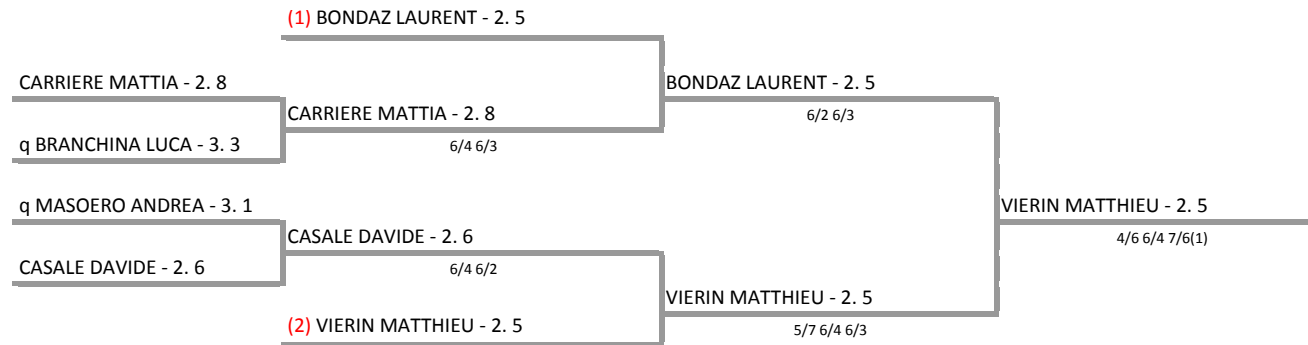 (1) BONDAZ LAURENT - 2. 5
CARRIERE MATTIA - 2. 8
BONDAZ LAURENT - 2. 5
CARRIERE MATTIA - 2. 8
6/2 6/3
q BRANCHINA LUCA - 3. 3
6/4 6/3
q MASOERO ANDREA - 3. 1
VIERIN MATTHIEU - 2. 5
CASALE DAVIDE - 2. 6
4/6 6/4 7/6(1)
CASALE DAVIDE - 2. 6
6/4 6/2
VIERIN MATTHIEU - 2. 5
(2) VIERIN MATTHIEU - 2. 5
5/7 6/4 6/3